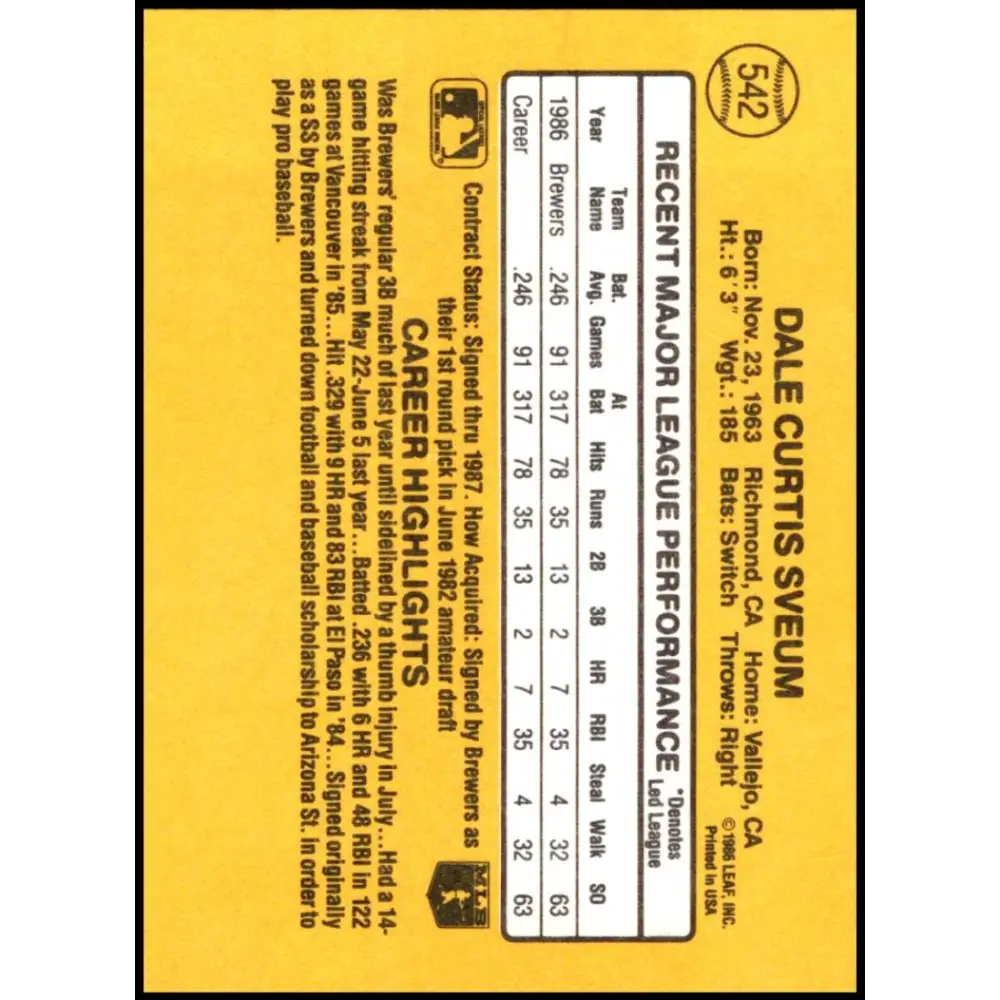 542
DALE CURTIS SVEUM
Born: Nov. 23, 1963 Richmond, CA Home: Vallejo, CA
Ht.: 6'3" Wgt.: 185 Bats: Switch Throws: Right
©1986 LEAF, INC.
Printed in USA
RECENT MAJOR LEAGUE PERFORMANCE *Denotes
Led League
Year Team Name Bat. Avg. Games At Bat Hits Runs 2B 3B HR RBI Steal Walk SO
1986 Brewers .246 91 317 78 35 13 2 7 35 4 32 63
Career .246 91 317 78 35 13 2 7 35 4 32 63
Contract Status: Signed thru 1987. How Acquired: Signed by Brewers as
their 1st round pick in June 1982 amateur draft
MLB
CAREER HIGHLIGHTS
Was Brewers' regular 3B much of last year until sidelined by a thumb injury in July...Had a 14-
game hitting streak from May 22-June 5 last year...Batted .236 with 6 HR and 48 RBI in 122
games at Vancouver in '85...Hit .329 with 9 HR and 83 RBI at El Paso in '84...Signed originally
as a SS by Brewers and turned down football and baseball scholarship to Arizona St. in order to
play pro baseball.